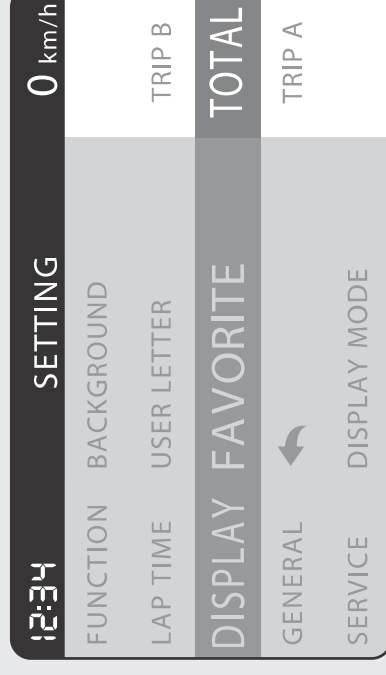 12:34 SETTING 0 km/h
FUNCTION BACKGROUND
LAP TIME USER LETTER TRIP B
DISPLAY FAVORITE TOTAL
GENERAL TRIP A
SERVICE DISPLAY MODE